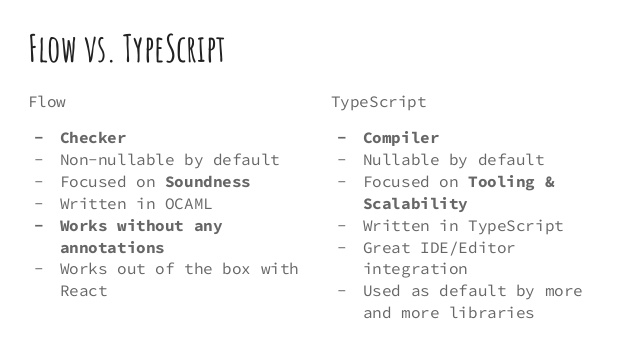 Flow vs. TypeScript
Flow
- Checker
- Non-nullable by default
- Focused on Soundness
- Written in OCAML
- Works without any
annotations
- Works out of the box with
React
TypeScript
- Compiler
- Nullable by default
- Focused on Tooling &
Scalability
- Written in TypeScript
- Great IDE/Editor
integration
- Used as default by more
and more libraries